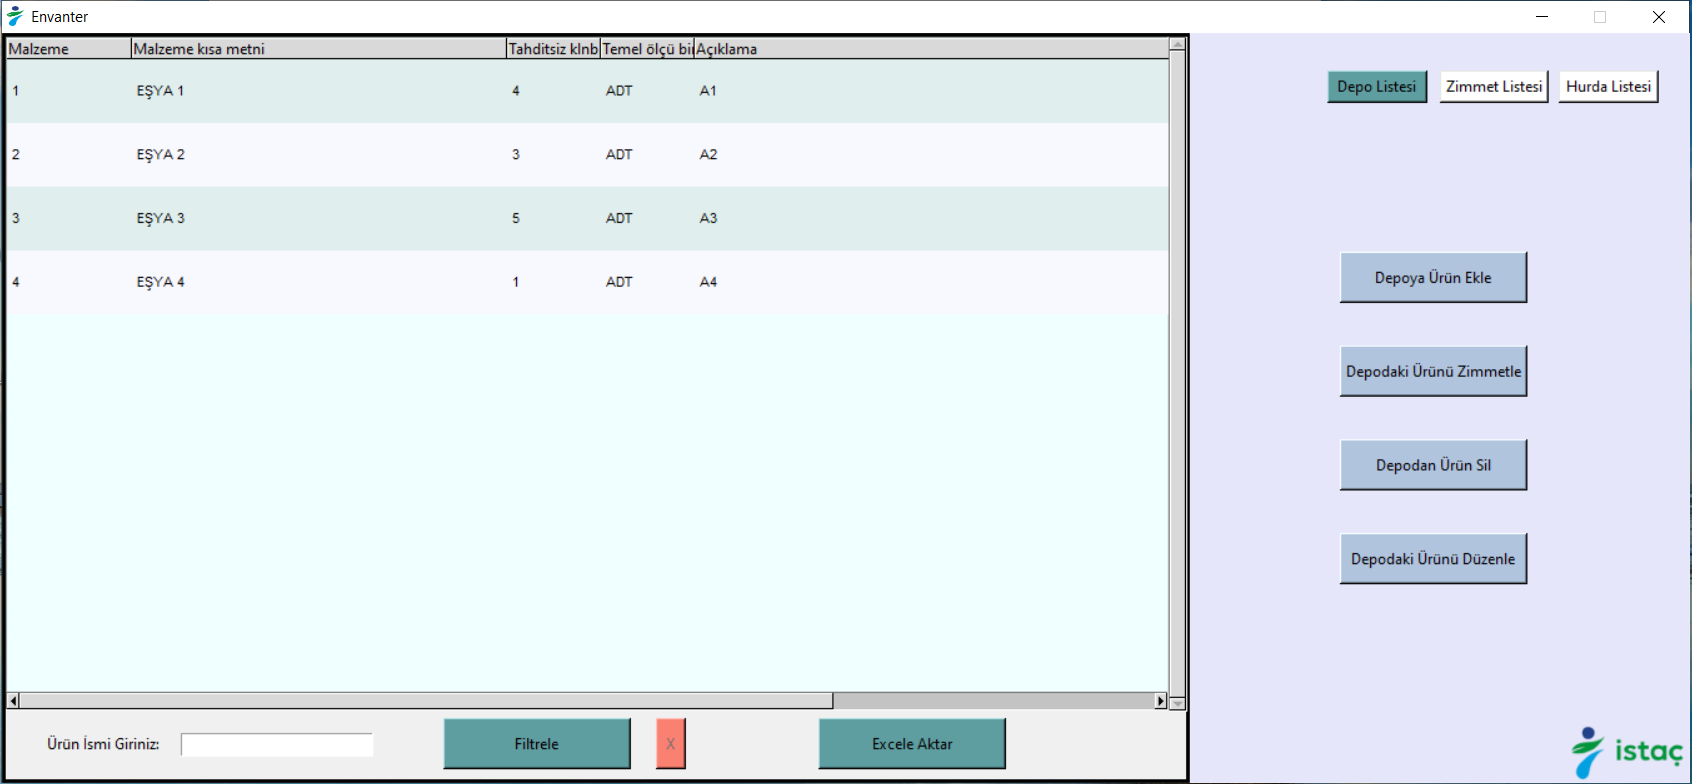 Envanter
Malzeme Malzeme kısa metni Tahditsiz klnb Temel ölçü bir Açıklama
1 EŞYA 1 4 ADT A1
2 EŞYA 2 3 ADT A2
3 EŞYA 3 5 ADT A3
4 EŞYA 4 1 ADT A4
Ürün İsmi Giriniz: Filtrele X Excele Aktar
Depo Listesi Zimmet Listesi Hurda Listesi
Depoya Ürün Ekle
Depodaki Ürünü Zimmetle
Depodan Ürün Sil
Depodaki Ürünü Düzenle
istaç